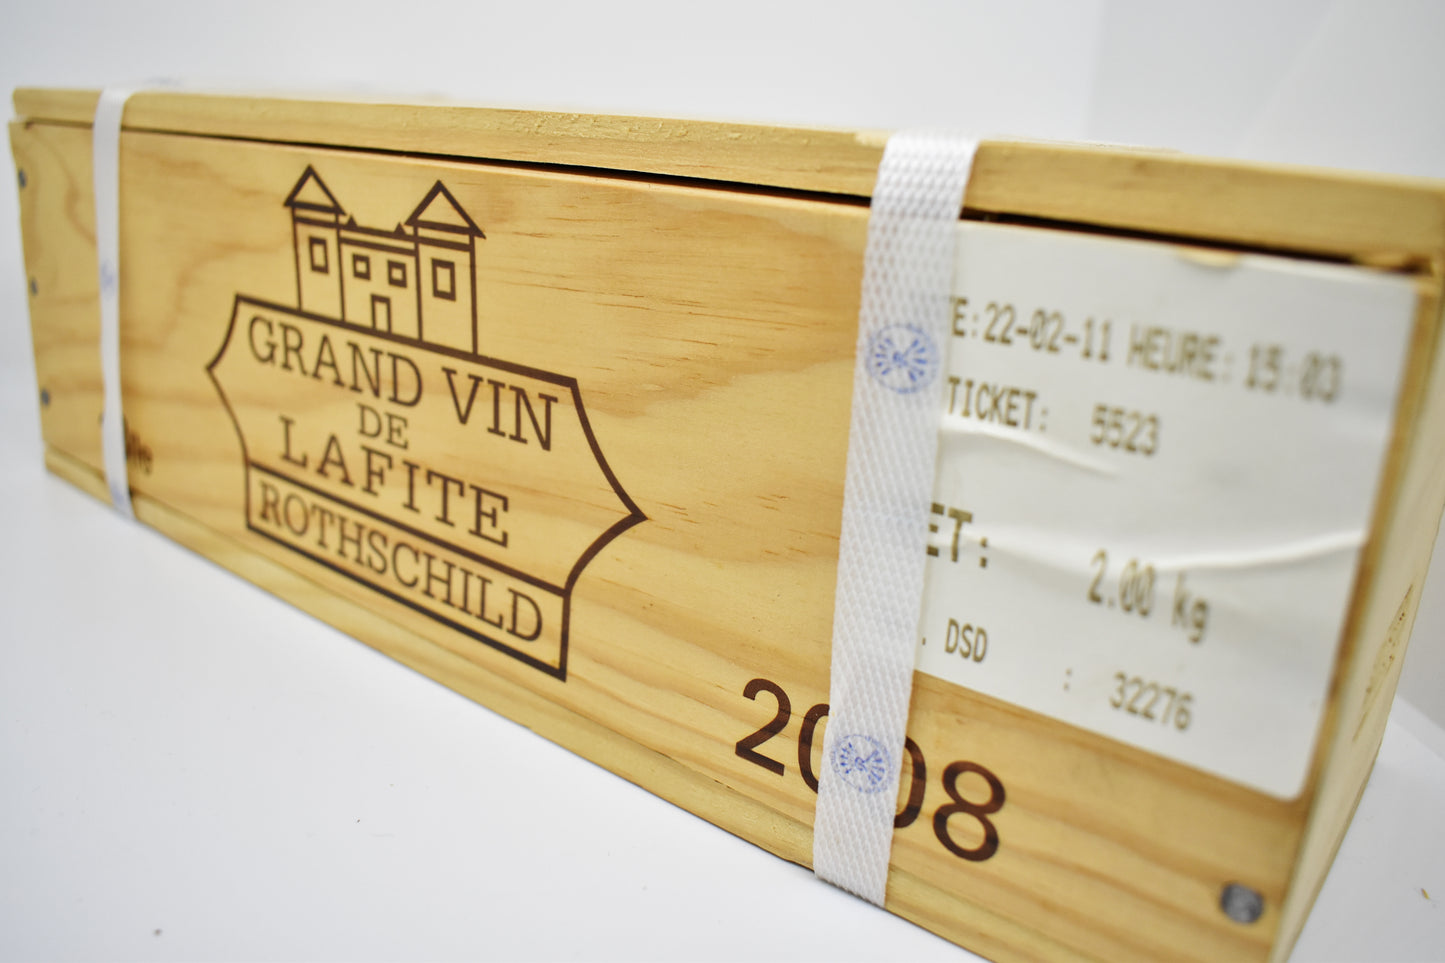 GRAND VIN
DE
LAFITE
ROTHSCHILD
2008
TE:22-02-11 HEURE: 15:03
TICKET: 5523
ET:
2.00 kg
. DSD
: 32276